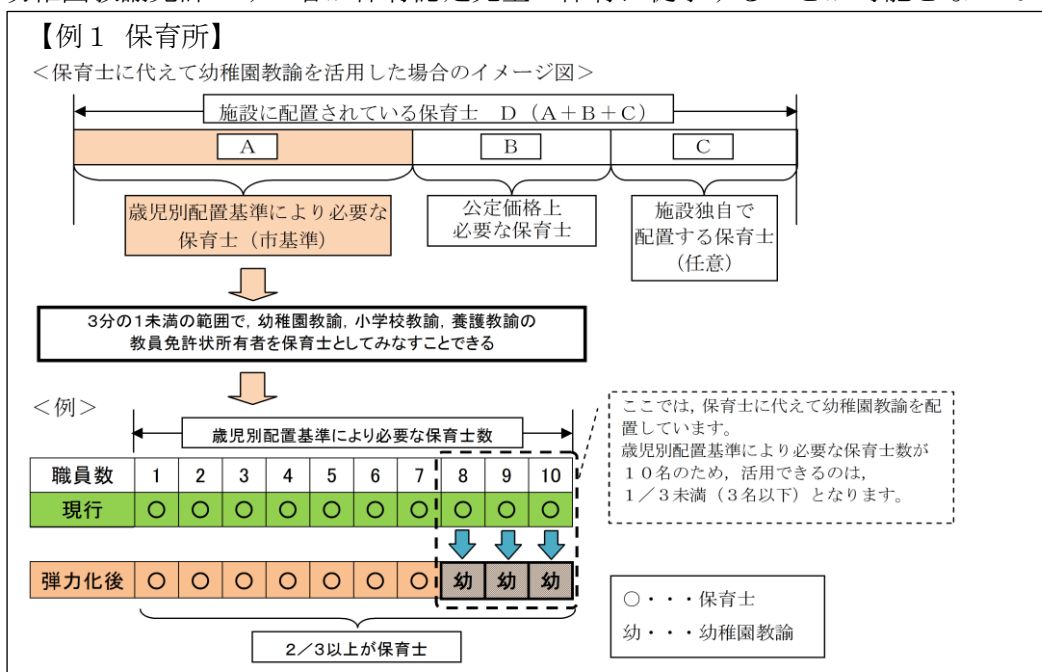 【例1 保育所】
＜保育士に代えて幼稚園教諭を活用した場合のイメージ図＞
施設に配置されている保育士 D（A＋B＋C）
A
B
C
歳児別配置基準により必要な
保育士（市基準）
公定価格上
必要な保育士
施設独自で
配置する保育士
（任意）
3分の1未満の範囲で，幼稚園教諭，小学校教諭，養護教諭の
教員免許状所有者を保育士としてみなすことできる
＜例＞
歳児別配置基準により必要な保育士数
職員数 1 2 3 4 5 6 7 8 9 10
現行 ○ ○ ○ ○ ○ ○ ○ ○ ○ ○
弾力化後 ○ ○ ○ ○ ○ ○ ○ 幼 幼 幼
2／3以上が保育士
ここでは，保育士に代えて幼稚園教諭を配
置しています。
歳児別配置基準により必要な保育士数が
１０名のため，活用できるのは，
１／３未満（３名以下）となります。
○・・・保育士
幼・・・幼稚園教諭